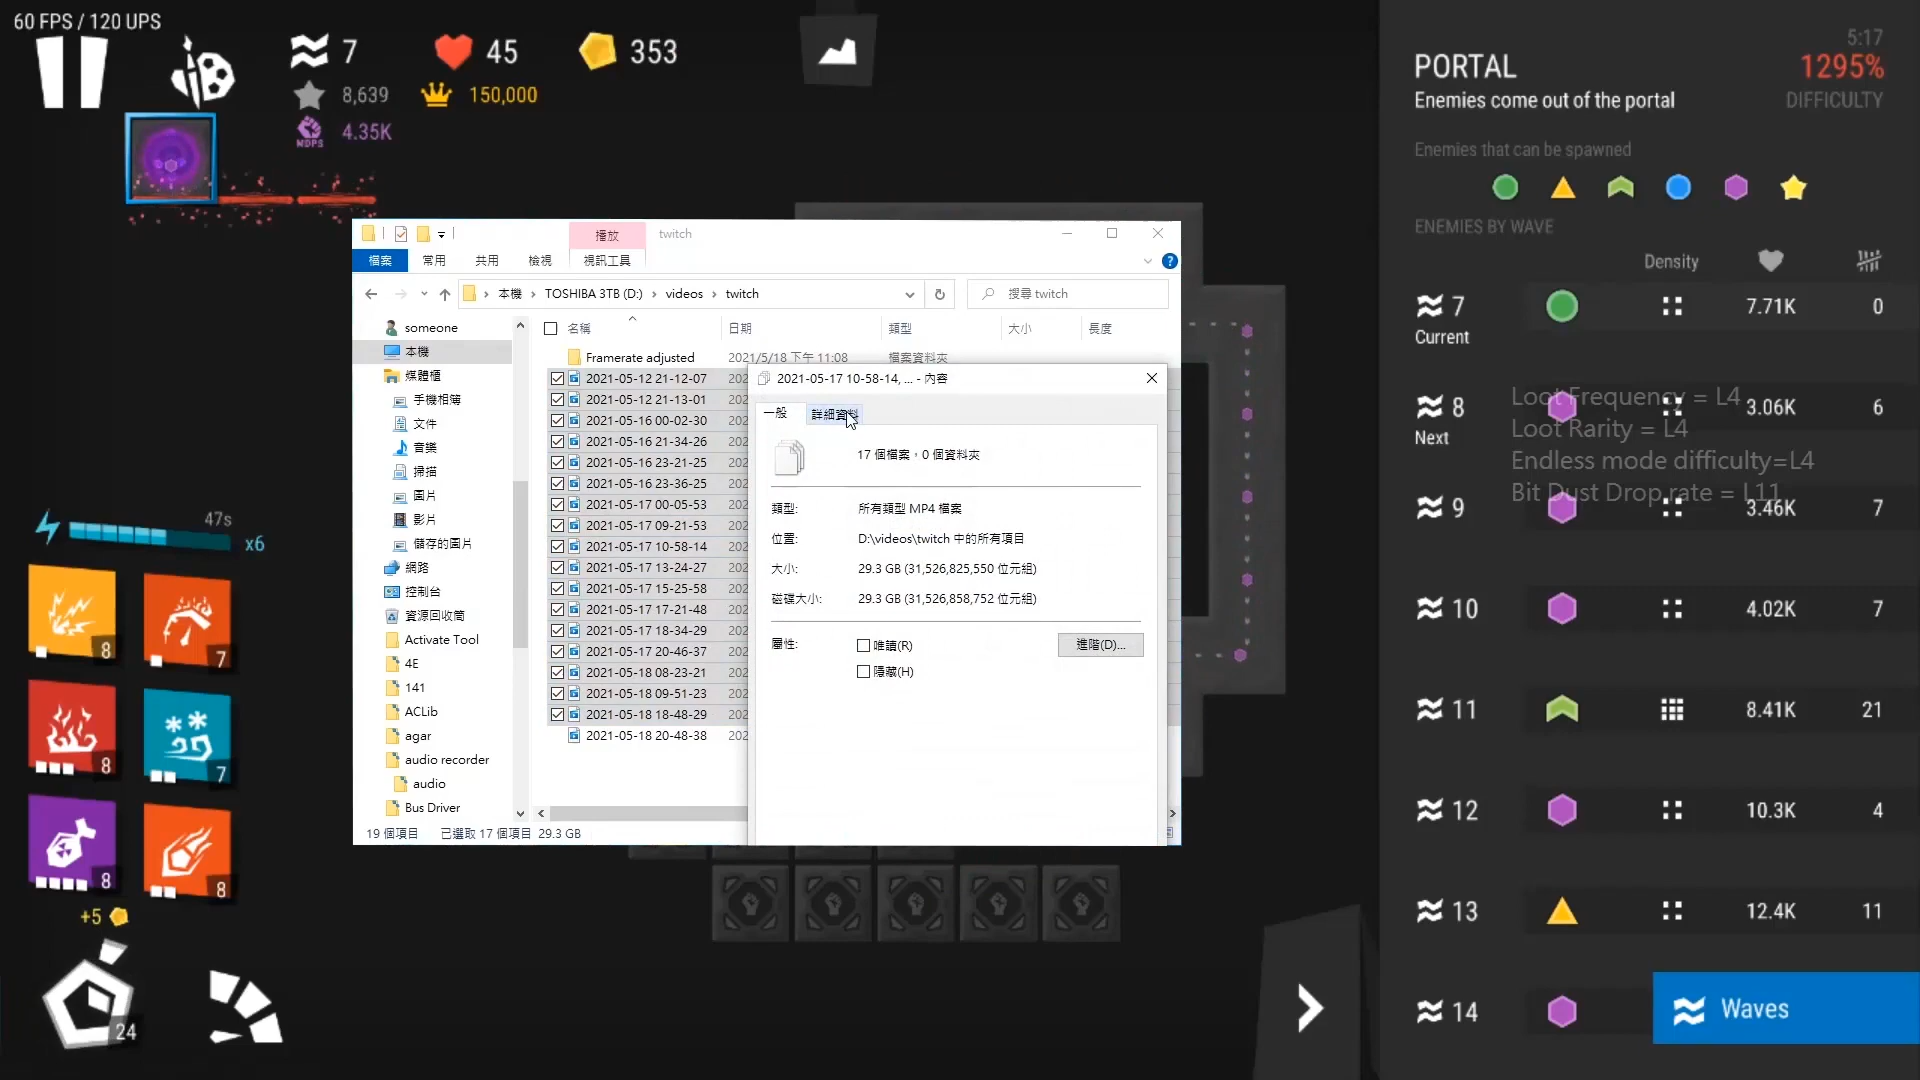 60 FPS / 120 UPS
7
45
353
8,639
150,000
MDPS
4.35K
47s
x6
8
7
8
7
8
8
+5
24
播放
twitch
檔案
常用
共用
檢視
視訊工具
本機 › TOSHIBA 3TB (D:) › videos › twitch
搜尋 twitch
someone
本機
媒體櫃
手機相簿
文件
音樂
掃描
圖片
影片
儲存的圖片
網路
控制台
資源回收筒
Activate Tool
4E
141
ACLib
agar
audio recorder
audio
Bus Driver
名稱
日期
類型
大小
長度
Framerate adjusted
2021/5/18 下午 11:08
檔案資料夾
2021-05-12 21-12-07
2021-05-12 21-13-01
2021-05-16 00-02-30
2021-05-16 21-34-26
2021-05-16 23-21-25
2021-05-16 23-36-25
2021-05-17 00-05-53
2021-05-17 09-21-53
2021-05-17 10-58-14
2021-05-17 13-24-27
2021-05-17 15-25-58
2021-05-17 17-21-48
2021-05-17 18-34-29
2021-05-17 20-46-37
2021-05-18 08-23-21
2021-05-18 09-51-23
2021-05-18 18-48-29
2021-05-18 20-48-38
19 個項目
已選取 17 個項目 29.3 GB
2021-05-17 10-58-14, ... - 內容
一般
詳細資料
17 個檔案，0 個資料夾
類型:
所有類型 MP4 檔案
位置:
D:\videos\twitch 中的所有項目
大小:
29.3 GB (31,526,825,550 位元組)
磁碟大小:
29.3 GB (31,526,858,752 位元組)
屬性:
唯讀(R)
隱藏(H)
進階(D)...
5:17
PORTAL
1295%
Enemies come out of the portal
DIFFICULTY
Enemies that can be spawned
ENEMIES BY WAVE
Density
7
Current
7.71K
0
8
Next
3.06K
6
Loot Frequency = L4
Loot Rarity = L4
Endless mode difficulty=L4
Bit Dust Drop rate = L11
9
3.46K
7
10
4.02K
7
11
8.41K
21
12
10.3K
4
13
12.4K
11
14
Waves